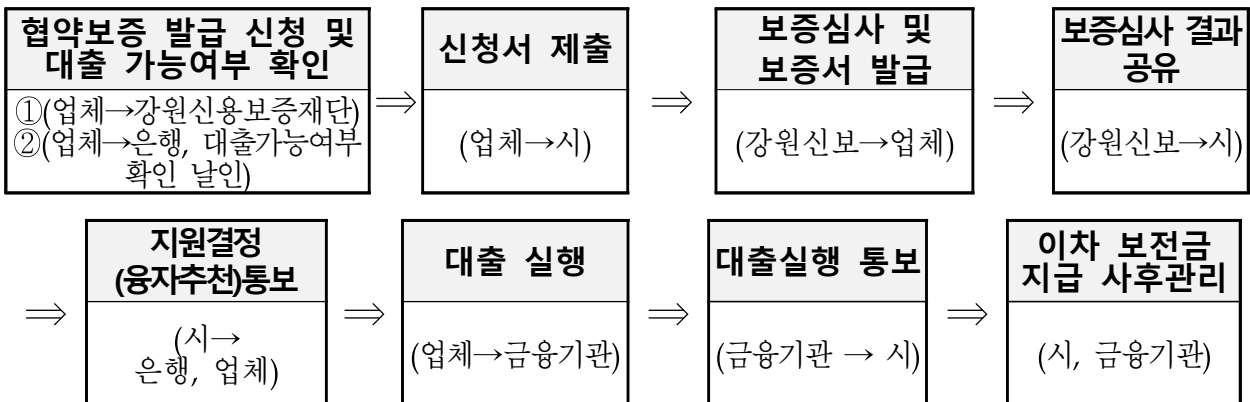 협약보증 발급 신청 및
대출 가능여부 확인
①(업체→강원신용보증재단)
②(업체→은행, 대출가능여부
확인 날인)
⇒
신청서 제출
(업체→시)
⇒
보증심사 및
보증서 발급
(강원신보→업체)
⇒
보증심사 결과
공유
(강원신보→시)
⇒
지원결정
(융자추천)통보
(시→
은행, 업체)
⇒
대출 실행
(업체→금융기관)
⇒
대출실행 통보
(금융기관 → 시)
⇒
이차 보전금
지급 사후관리
(시, 금융기관)